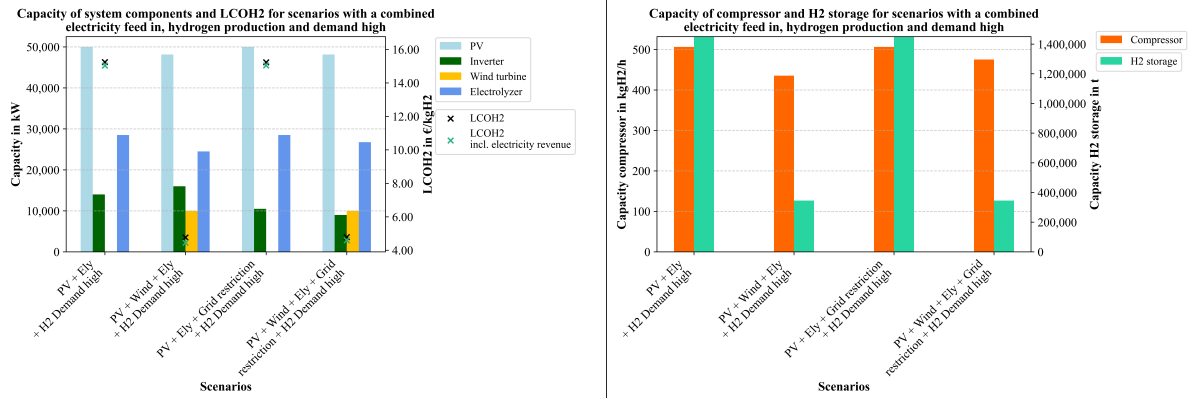 Capacity of system components and LCOH2 for scenarios with a combined
electricity feed in, hydrogen production and demand high
50,000
40,000
30,000
20,000
10,000
0
Capacity in kW
16.00
14.00
12.00
10.00
8.00
6.00
4.00
LCOH2 in €/kgH2
PV
Inverter
Wind turbine
Electrolyzer
LCOH2
LCOH2
incl. electricity revenue
PV + Ely
+ H2 Demand high
PV + Wind + Ely
+ H2 Demand high
PV + Ely + Grid restriction
+ H2 Demand high
PV + Wind + Ely + Grid
restriction + H2 Demand high
Scenarios
Capacity of compressor and H2 storage for scenarios with a combined
electricity feed in, hydrogen production and demand high
500
400
300
200
100
0
Capacity compressor in kgH2/h
1,400,000
1,200,000
1,000,000
800,000
600,000
400,000
200,000
0
Capacity H2 storage in t
Compressor
H2 storage
PV + Ely
+ H2 Demand high
PV + Wind + Ely
+ H2 Demand high
PV + Ely + Grid restriction
+ H2 Demand high
PV + Wind + Ely + Grid
restriction + H2 Demand high
Scenarios